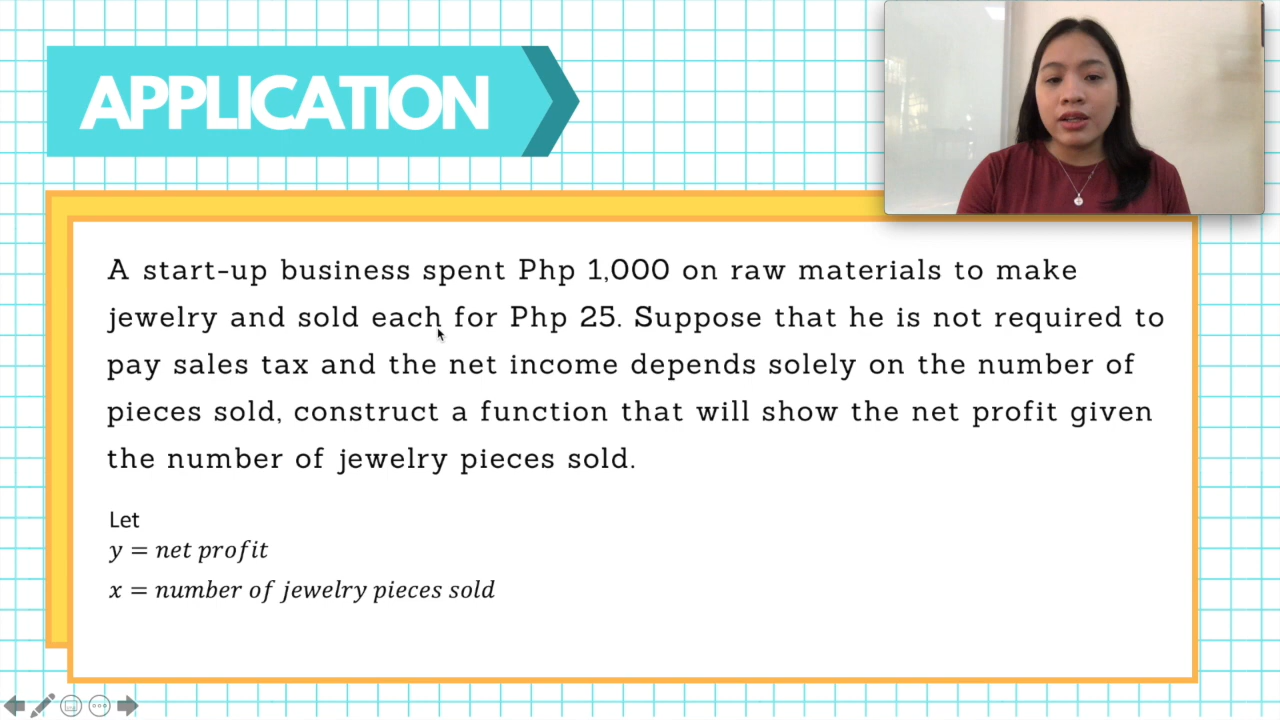 APPLICATION
A start-up business spent Php 1,000 on raw materials to make
jewelry and sold each for Php 25. Suppose that he is not required to
pay sales tax and the net income depends solely on the number of
pieces sold, construct a function that will show the net profit given
the number of jewelry pieces sold.
Let
y = net profit
x = number of jewelry pieces sold